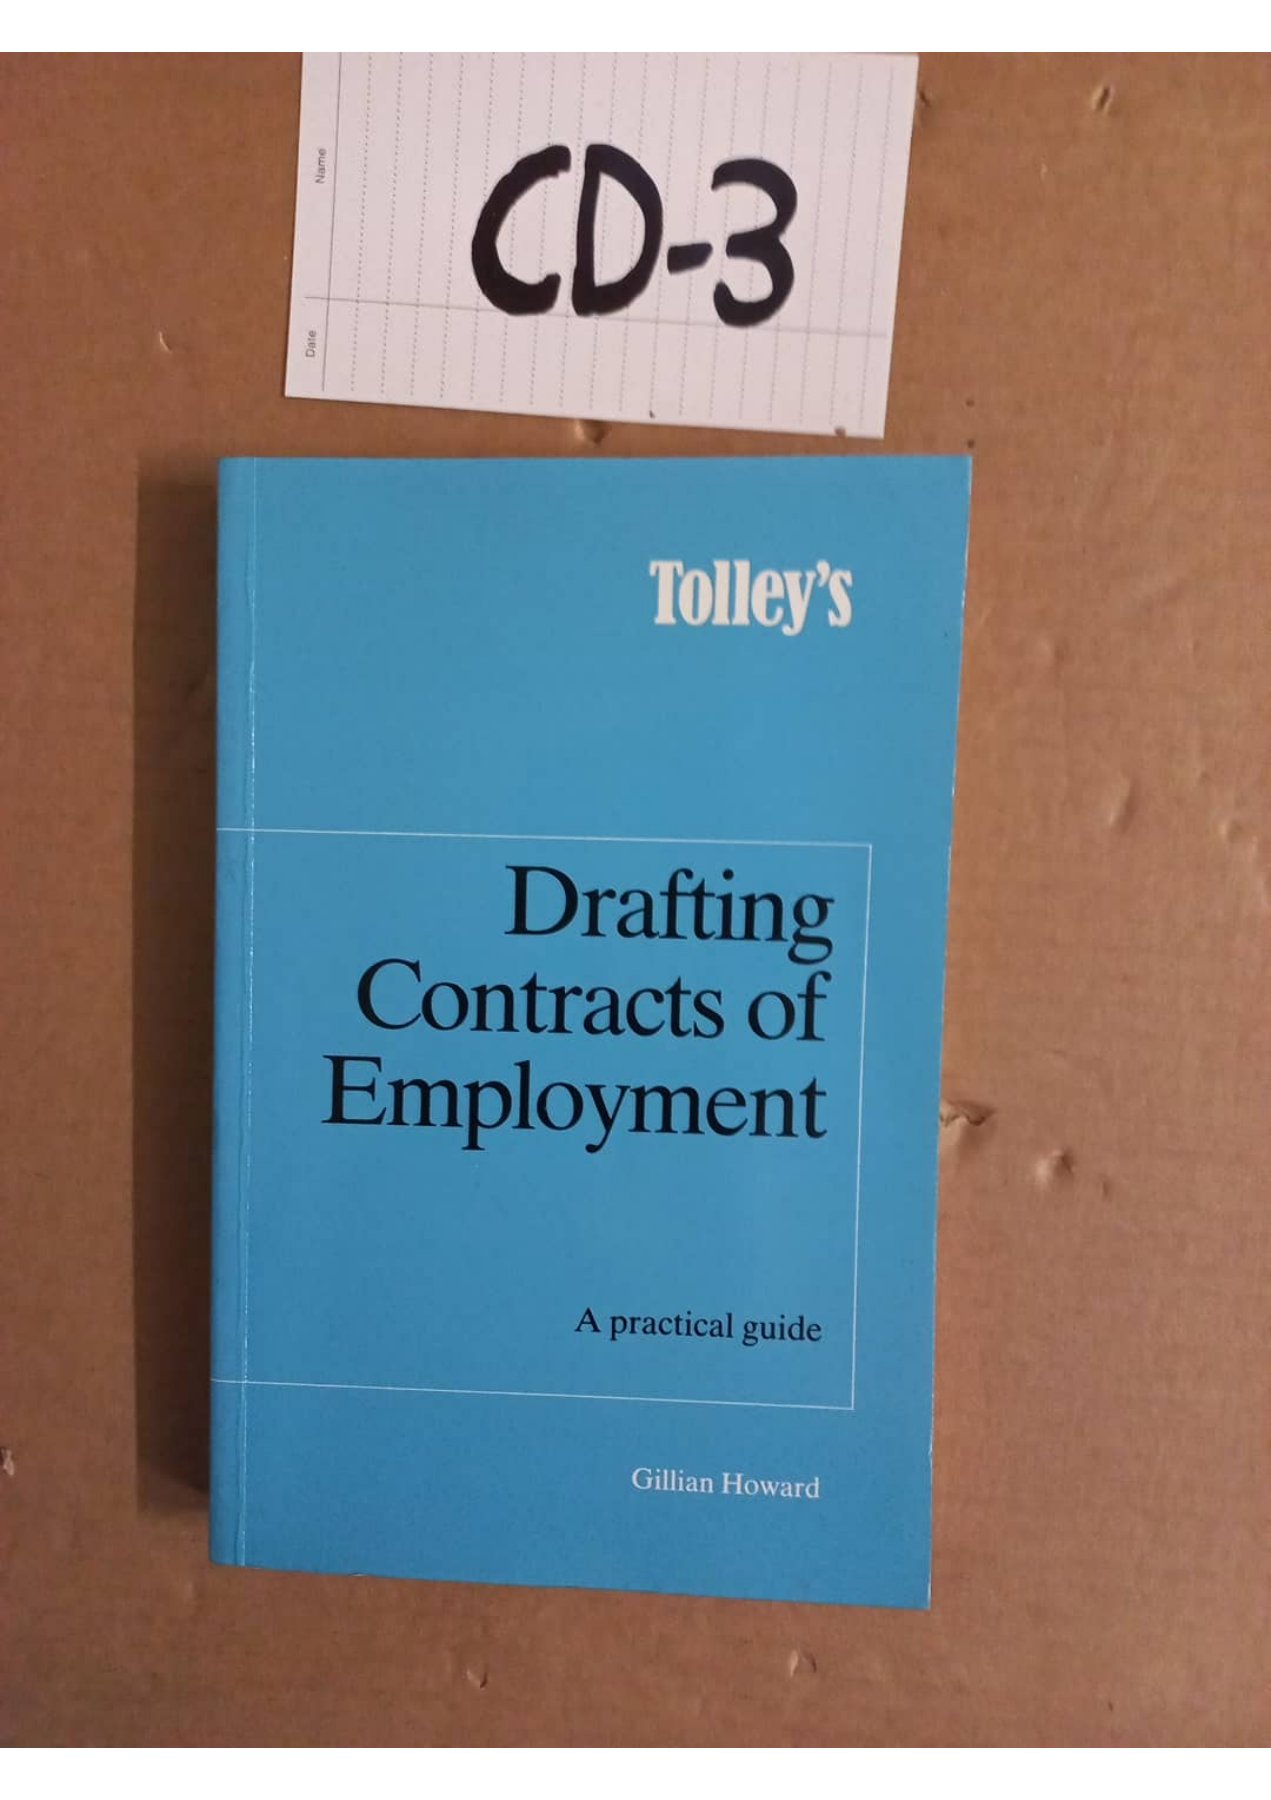 Name
Date
CD-3
Tolley's
Drafting
Contracts of
Employment
A practical guide
Gillian Howard